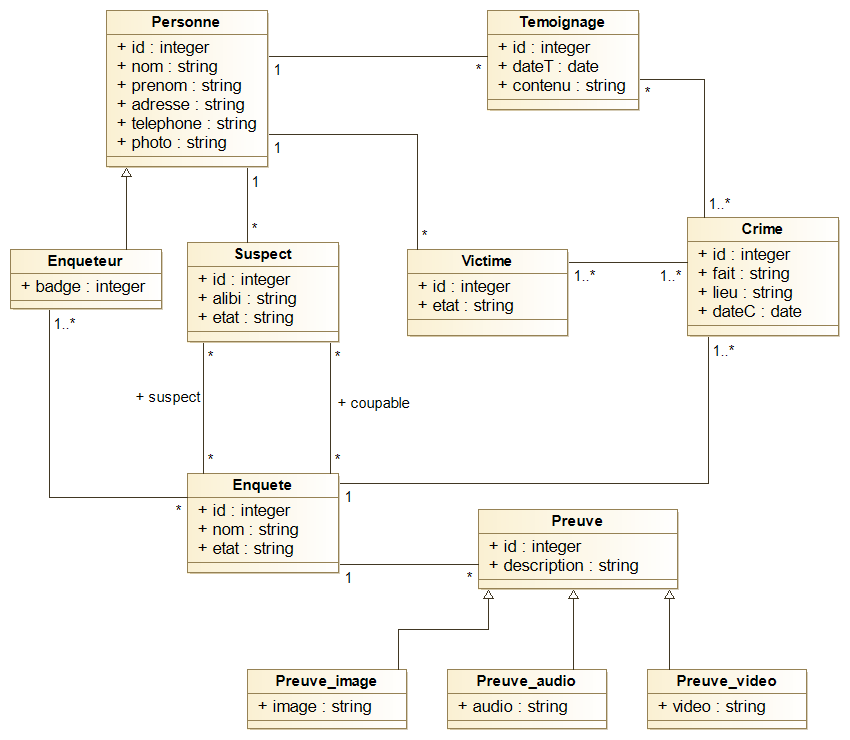 Personne
+ id : integer
+ nom : string
+ prenom : string
+ adresse : string
+ telephone : string
+ photo : string
Temoignage
+ id : integer
+ dateT : date
+ contenu : string
1
*
*
1
1
*
*
1..*
Enqueteur
+ badge : integer
Suspect
+ id : integer
+ alibi : string
+ etat : string
Victime
+ id : integer
+ etat : string
1..*
1..*
Crime
+ id : integer
+ fait : string
+ lieu : string
+ dateC : date
1..*
*
*
1..*
+ suspect
+ coupable
*
*
*
1
Enquete
+ id : integer
+ nom : string
+ etat : string
1
*
Preuve
+ id : integer
+ description : string
Preuve_image
+ image : string
Preuve_audio
+ audio : string
Preuve_video
+ video : string